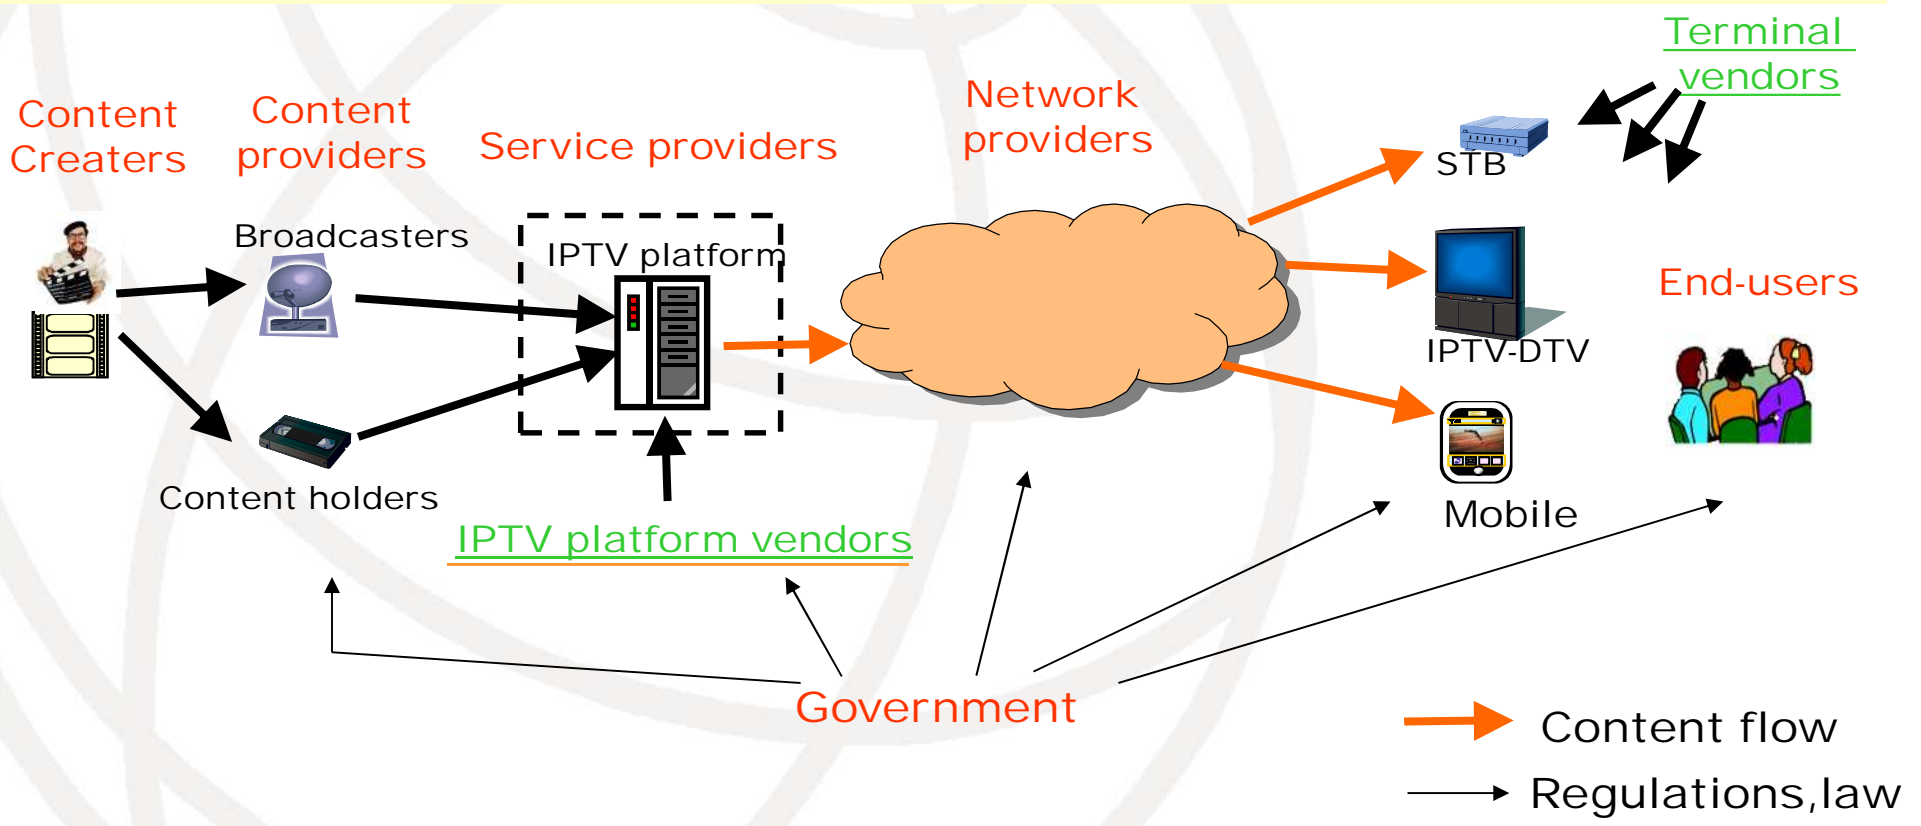 Terminal
vendors
Network
providers
Content
Creaters
Content
providers
Service providers
STB
Broadcasters
IPTV platform
End-users
IPTV-DTV
Content holders
Mobile
IPTV platform vendors
Government
Content flow
Regulations,law